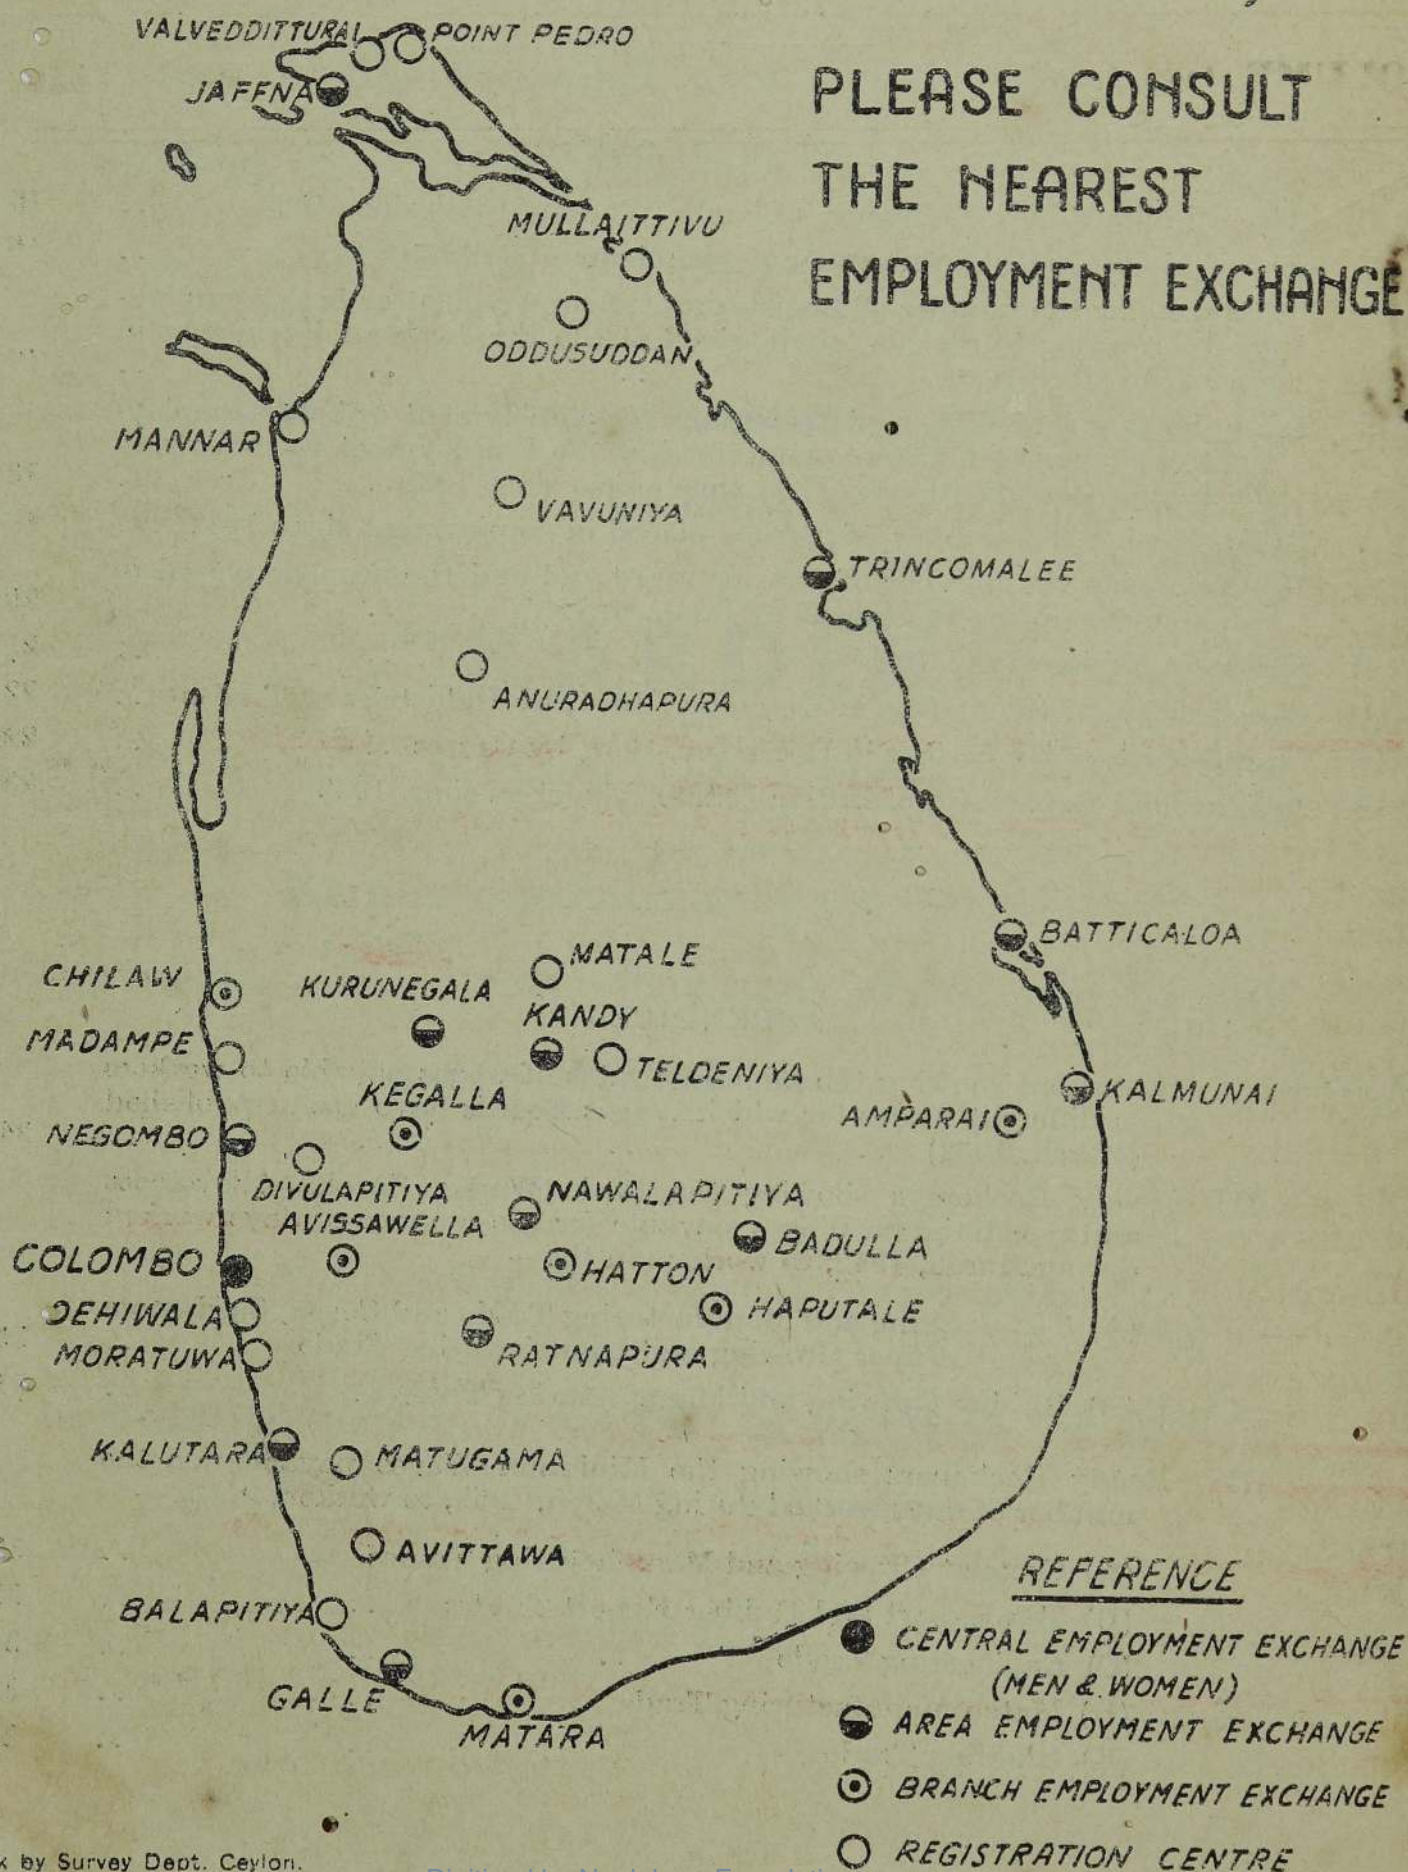 VALVEDDITTURAI
POINT PEDRO
JAFFNA
PLEASE CONSULT
THE NEAREST
EMPLOYMENT EXCHANGE
MULLAITTIVU
ODDUSUDDAN
MANNAR
VAVUNIYA
TRINCOMALEE
ANURADHAPURA
BATTICALOA
CHILAW
KURUNEGALA
MATALE
KANDY
MADAMPE
TELDENIYA
KEGALLA
AMPARAI
KALMUNAI
NEGOMBO
DIVULAPITIYA
NAWALAPITIYA
AVISSAWELLA
BADULLA
COLOMBO
HATTON
DEHIWALA
HAPUTALE
MORATUWA
RATNAPURA
KALUTARA
MATUGAMA
AVITTAWA
BALAPITIYA
GALLE
MATARA
REFERENCE
CENTRAL EMPLOYMENT EXCHANGE
(MEN & WOMEN)
AREA EMPLOYMENT EXCHANGE
BRANCH EMPLOYMENT EXCHANGE
REGISTRATION CENTRE
by Survey Dept. Ceylon.